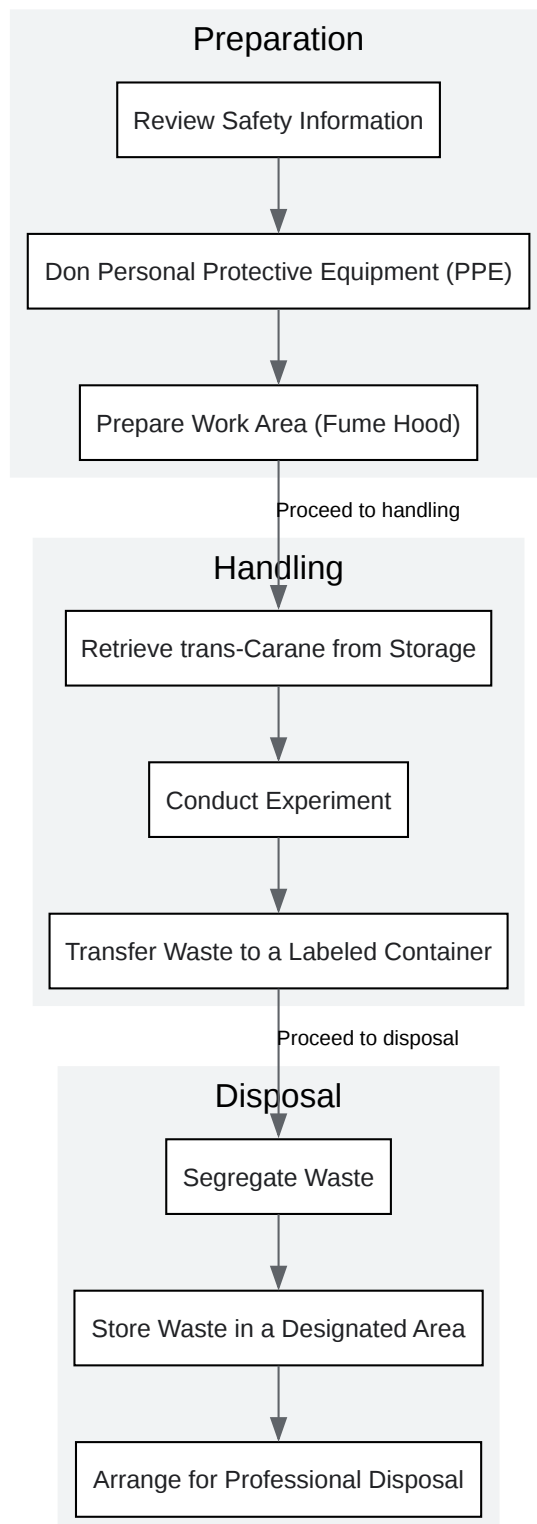 Preparation
Review Safety Information
Don Personal Protective Equipment (PPE)
Prepare Work Area (Fume Hood)
Proceed to handling
Handling
Retrieve trans-Carane from Storage
Conduct Experiment
Transfer Waste to a Labeled Container
Proceed to disposal
Disposal
Segregate Waste
Store Waste in a Designated Area
Arrange for Professional Disposal